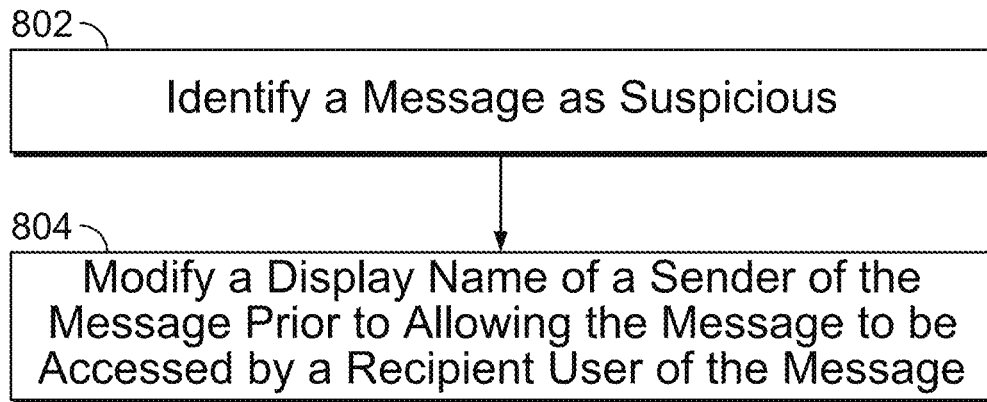 802
Identify a Message as Suspicious
804
Modify a Display Name of a Sender of the
Message Prior to Allowing the Message to be
Accessed by a Recipient User of the Message